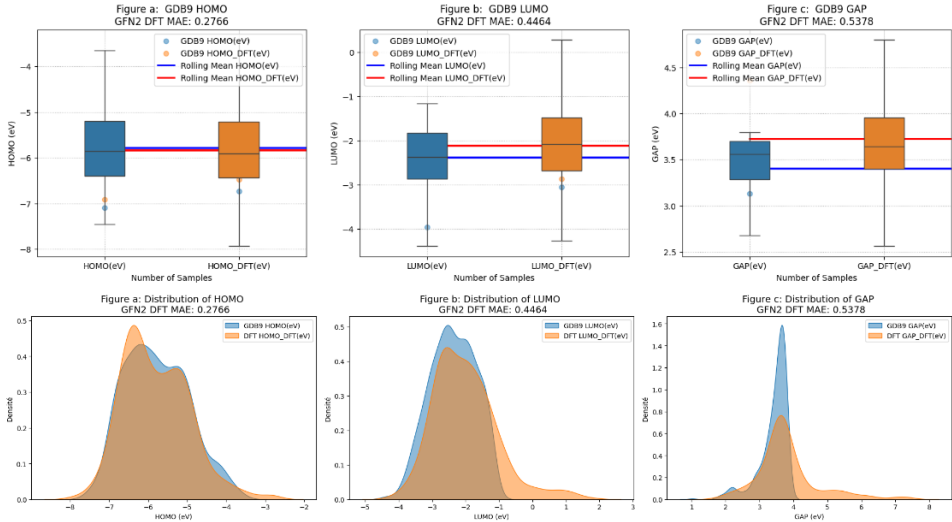 Figure a: GDB9 HOMO
GFN2 DFT MAE: 0.2766
GDB9 HOMO(eV)
GDB9 HOMO_DFT(eV)
Rolling Mean HOMO(eV)
Rolling Mean HOMO_DFT(eV)
−4
−5
−6
−7
−8
HOMO (eV)
HOMO(eV)
HOMO_DFT(eV)
Number of Samples
Figure b: GDB9 LUMO
GFN2 DFT MAE: 0.4464
GDB9 LUMO(eV)
GDB9 LUMO_DFT(eV)
Rolling Mean LUMO(eV)
Rolling Mean LUMO_DFT(eV)
0
−1
−2
−3
−4
LUMO (eV)
LUMO(eV)
LUMO_DFT(eV)
Number of Samples
Figure c: GDB9 GAP
GFN2 DFT MAE: 0.5378
GDB9 GAP(eV)
GDB9 GAP_DFT(eV)
Rolling Mean GAP(eV)
Rolling Mean GAP_DFT(eV)
4.5
4.0
3.5
3.0
2.5
GAP (eV)
GAP(eV)
GAP_DFT(eV)
Number of Samples
Figure a: Distribution of HOMO
GFN2 DFT MAE: 0.2766
GDB9 HOMO(eV)
DFT HOMO_DFT(eV)
0.5
0.4
0.3
0.2
0.1
0.0
Densité
−8 −7 −6 −5 −4 −3 −2
HOMO (eV)
Figure b: Distribution of LUMO
GFN2 DFT MAE: 0.4464
GDB9 LUMO(eV)
DFT LUMO_DFT(eV)
0.5
0.4
0.3
0.2
0.1
0.0
Densité
−5 −4 −3 −2 −1 0 1 2 3
LUMO (eV)
Figure c: Distribution of GAP
GFN2 DFT MAE: 0.5378
GDB9 GAP(eV)
DFT GAP_DFT(eV)
1.6
1.4
1.2
1.0
0.8
0.6
0.4
0.2
0.0
Densité
1 2 3 4 5 6 7 8
GAP (eV)